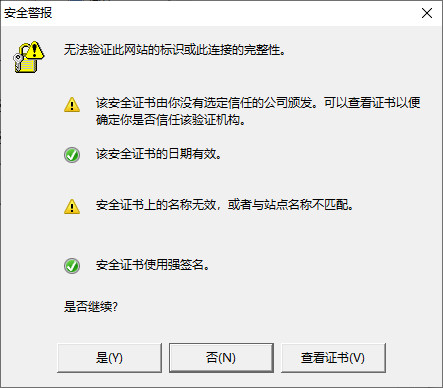 安全警报
无法验证此网站的标识或此连接的完整性。
该安全证书由你没有选定信任的公司颁发。可以查看证书以便
确定你是否信任该验证机构。
该安全证书的日期有效。
安全证书上的名称无效，或者与站点名称不匹配。
安全证书使用强签名。
是否继续?
是(Y)
否(N)
查看证书(V)